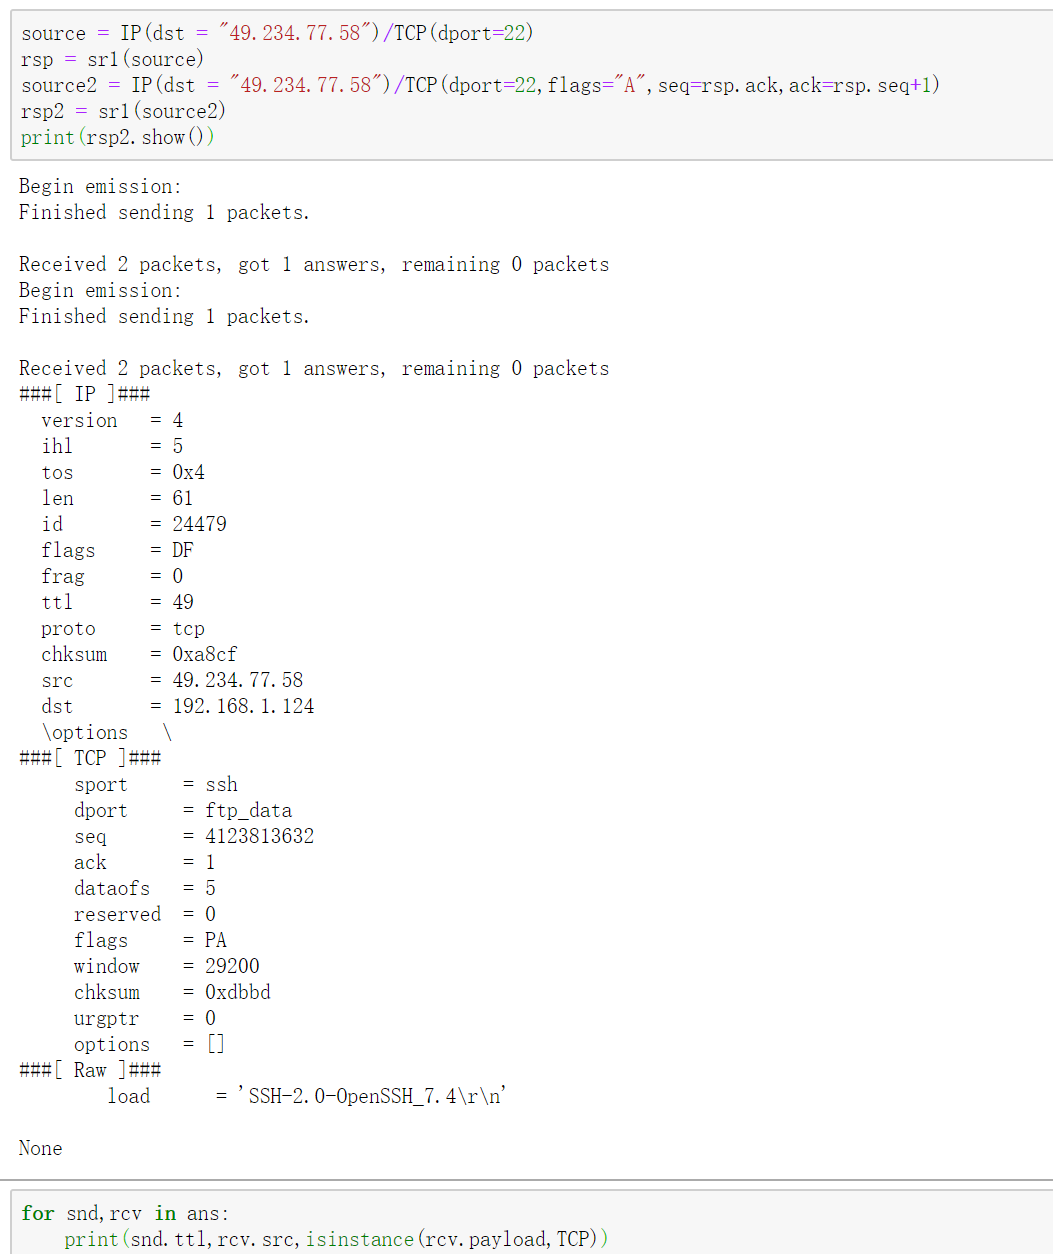 source = IP(dst = "49.234.77.58")/TCP(dport=22)
rsp = sr1(source)
source2 = IP(dst = "49.234.77.58")/TCP(dport=22,flags="A",seq=rsp.ack,ack=rsp.seq+1)
rsp2 = sr1(source2)
print(rsp2.show())
Begin emission:
Finished sending 1 packets.
Received 2 packets, got 1 answers, remaining 0 packets
Begin emission:
Finished sending 1 packets.
Received 2 packets, got 1 answers, remaining 0 packets
###[ IP ]###
version = 4
ihl = 5
tos = 0x4
len = 61
id = 24479
flags = DF
frag = 0
ttl = 49
proto = tcp
chksum = 0xa8cf
src = 49.234.77.58
dst = 192.168.1.124
\options \
###[ TCP ]###
sport = ssh
dport = ftp_data
seq = 4123813632
ack = 1
dataofs = 5
reserved = 0
flags = PA
window = 29200
chksum = 0xdbbd
urgptr = 0
options = []
###[ Raw ]###
load = 'SSH-2.0-OpenSSH_7.4\r\n'
None
for snd,rcv in ans:
print(snd.ttl,rcv.src,isinstance(rcv.payload,TCP))